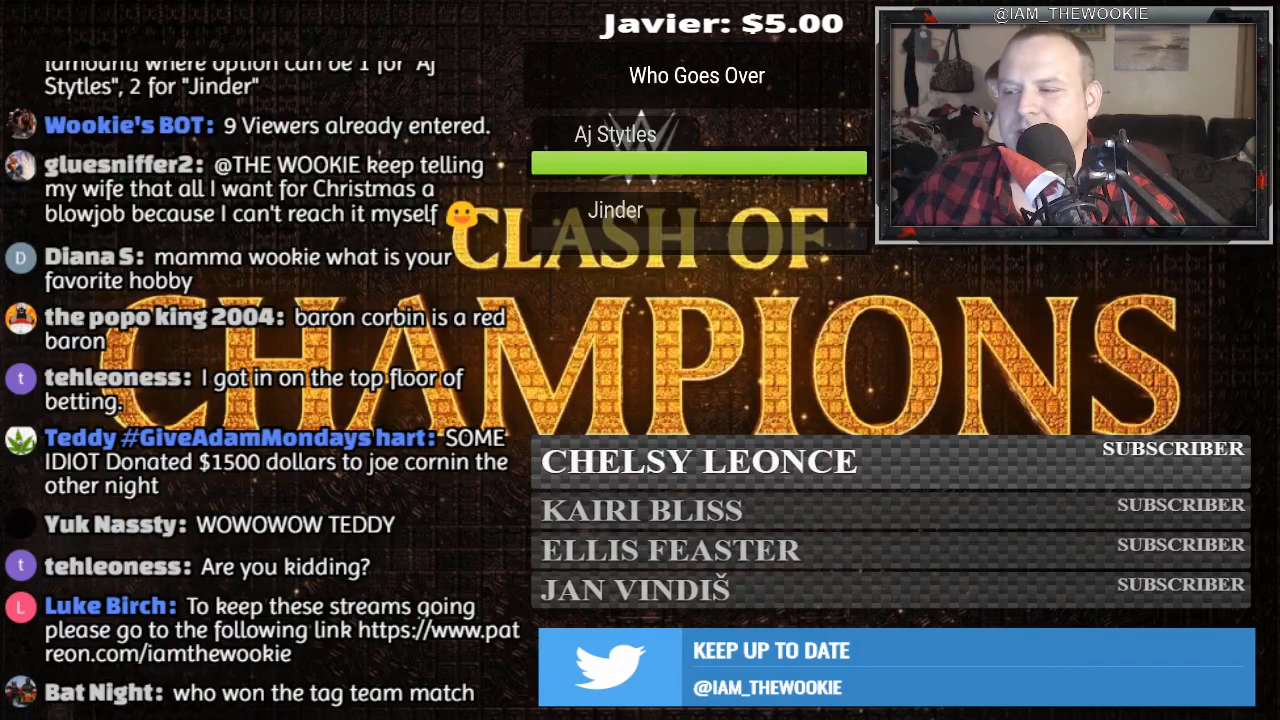 [amount] where option can be 1 for "Aj
Stytles", 2 for "Jinder"
Wookie's BOT: 9 Viewers already entered.
gluesniffer2: @THE WOOKIE keep telling
my wife that all I want for Christmas a
blowjob because I can't reach it myself
Diana S: mamma wookie what is your
favorite hobby
the popo king 2004: baron corbin is a red
baron
tehleoness: I got in on the top floor of
betting.
Teddy #GiveAdamMondays hart: SOME
IDIOT Donated $1500 dollars to joe cornin the
other night
Yuk Nassty: WOWOWOW TEDDY
tehleoness: Are you kidding?
Luke Birch: To keep these streams going
please go to the following link https://www.pat
reon.com/iamthewookie
Bat Night: who won the tag team match
Javier: $5.00
Who Goes Over
Aj Stytles
Jinder
@IAM_THEWOOKIE
CLASH OF
CHAMPIONS
CHELSY LEONCE SUBSCRIBER
KAIRI BLISS SUBSCRIBER
ELLIS FEASTER SUBSCRIBER
JAN VINDIŠ SUBSCRIBER
KEEP UP TO DATE
@IAM_THEWOOKIE